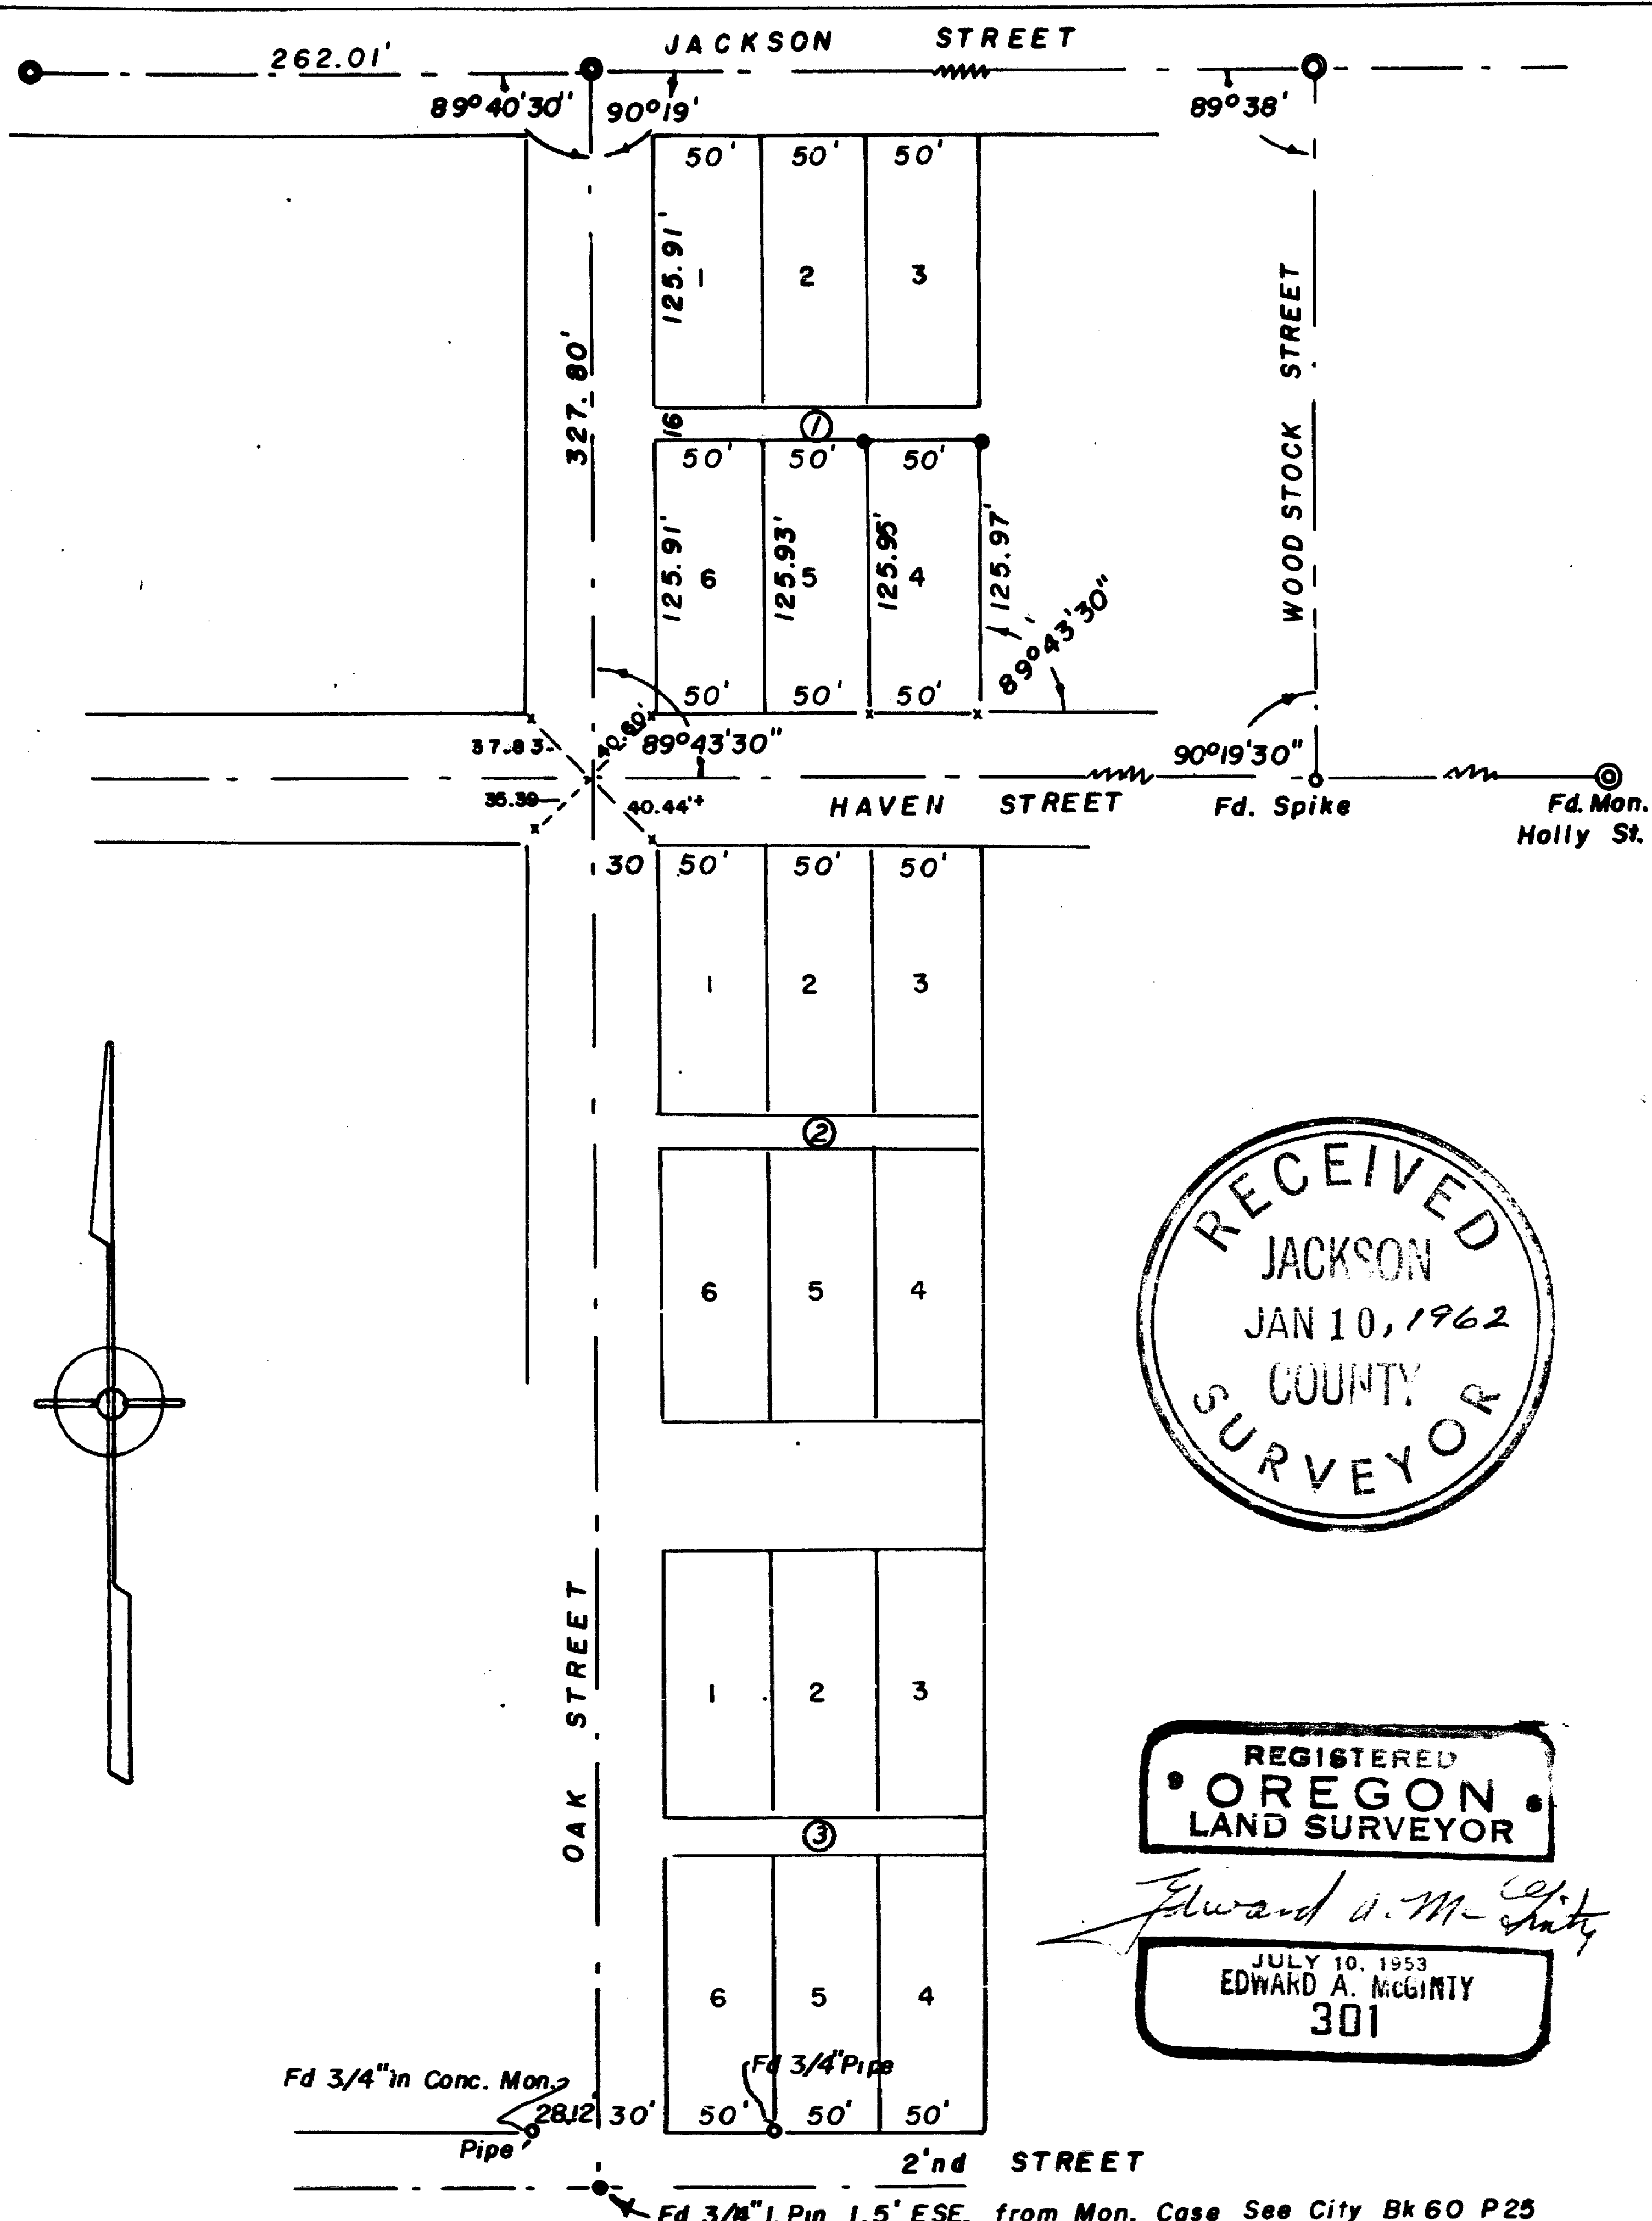 JACKSON STREET
262.01'
89°40'30"
90°19'
89°38'
50' 50' 50'
125.91'
1 2 3
327.80'
WOOD STOCK STREET
16
1
50' 50' 50'
125.91' 125.93' 125.95' 125.97'
6 5 4
89°43'30"
50' 50' 50'
37.83
40.60'
89°43'30"
90°19'30"
35.39
40.44'+
HAVEN STREET
Fd. Spike
Fd. Mon.
Holly St.
30 50' 50' 50'
1 2 3
2
6 5 4
RECEIVED
JACKSON
JAN 10, 1962
COUNTY
SURVEYOR
OAK STREET
1 2 3
3
REGISTERED
OREGON
LAND SURVEYOR
Edward A. McGinty
JULY 10, 1953
EDWARD A. McGINTY
301
6 5 4
Fd 3/4" in Conc. Mon.
Fd 3/4" Pipe
28.12' 30' 50' 50' 50'
Pipe
2'nd STREET
Fd 3/4" I. Pin 1.5' ESE. from Mon. Case See City Bk 60 P 25